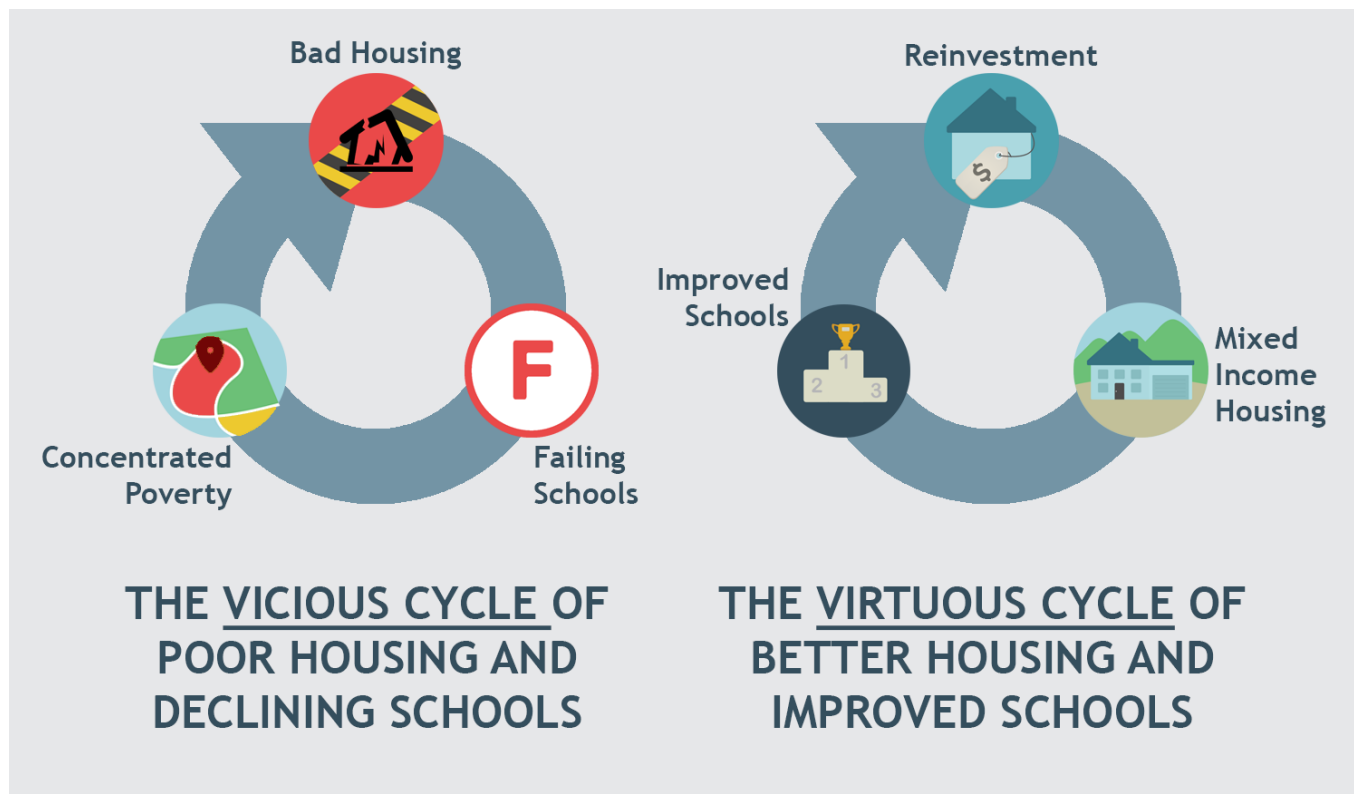 Bad Housing
F
Concentrated
Poverty
Failing
Schools
THE VICIOUS CYCLE OF
POOR HOUSING AND
DECLINING SCHOOLS
Reinvestment
$
Improved
Schools
1
2
3
Mixed
Income
Housing
THE VIRTUOUS CYCLE OF
BETTER HOUSING AND
IMPROVED SCHOOLS